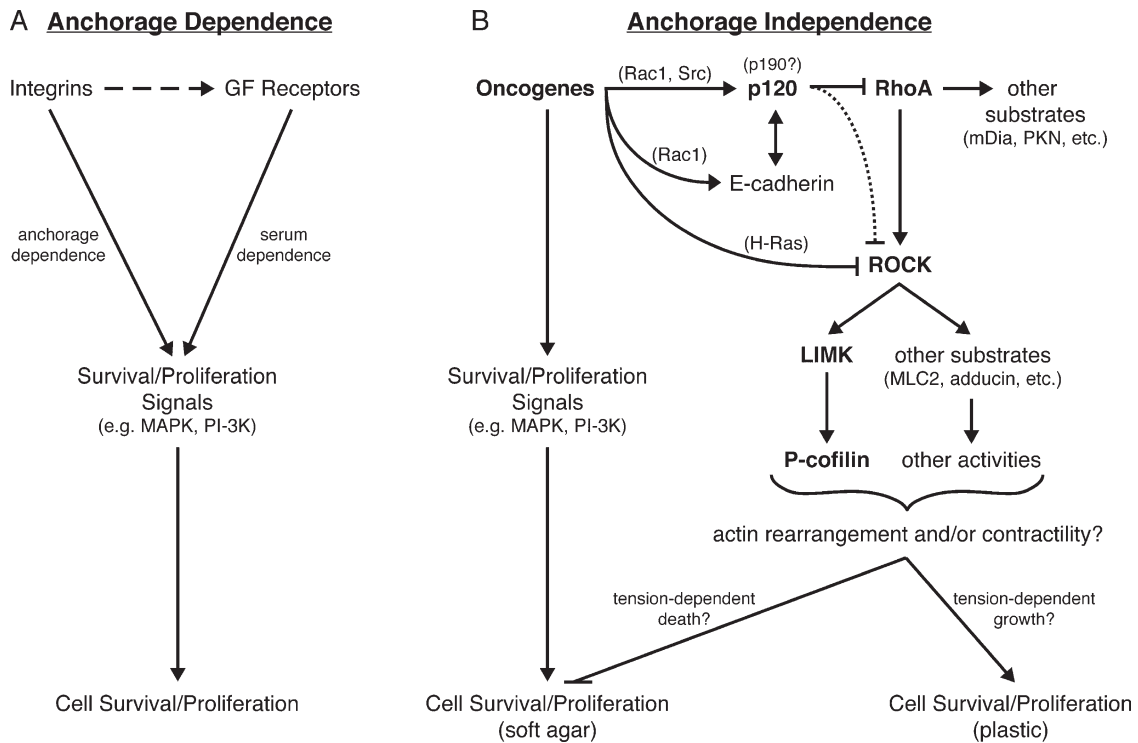 A Anchorage Dependence
Integrins
GF Receptors
anchorage
dependence
serum
dependence
Survival/Proliferation
Signals
(e.g. MAPK, PI-3K)
Cell Survival/Proliferation
B Anchorage Independence
Oncogenes
(Rac1, Src)
(p190?)
p120
RhoA
other
substrates
(mDia, PKN, etc.)
(Rac1)
E-cadherin
(H-Ras)
ROCK
LIMK
other substrates
(MLC2, adducin, etc.)
Survival/Proliferation
Signals
(e.g. MAPK, PI-3K)
P-cofilin
other activities
actin rearrangement and/or contractility?
tension-dependent
death?
tension-dependent
growth?
Cell Survival/Proliferation
(soft agar)
Cell Survival/Proliferation
(plastic)